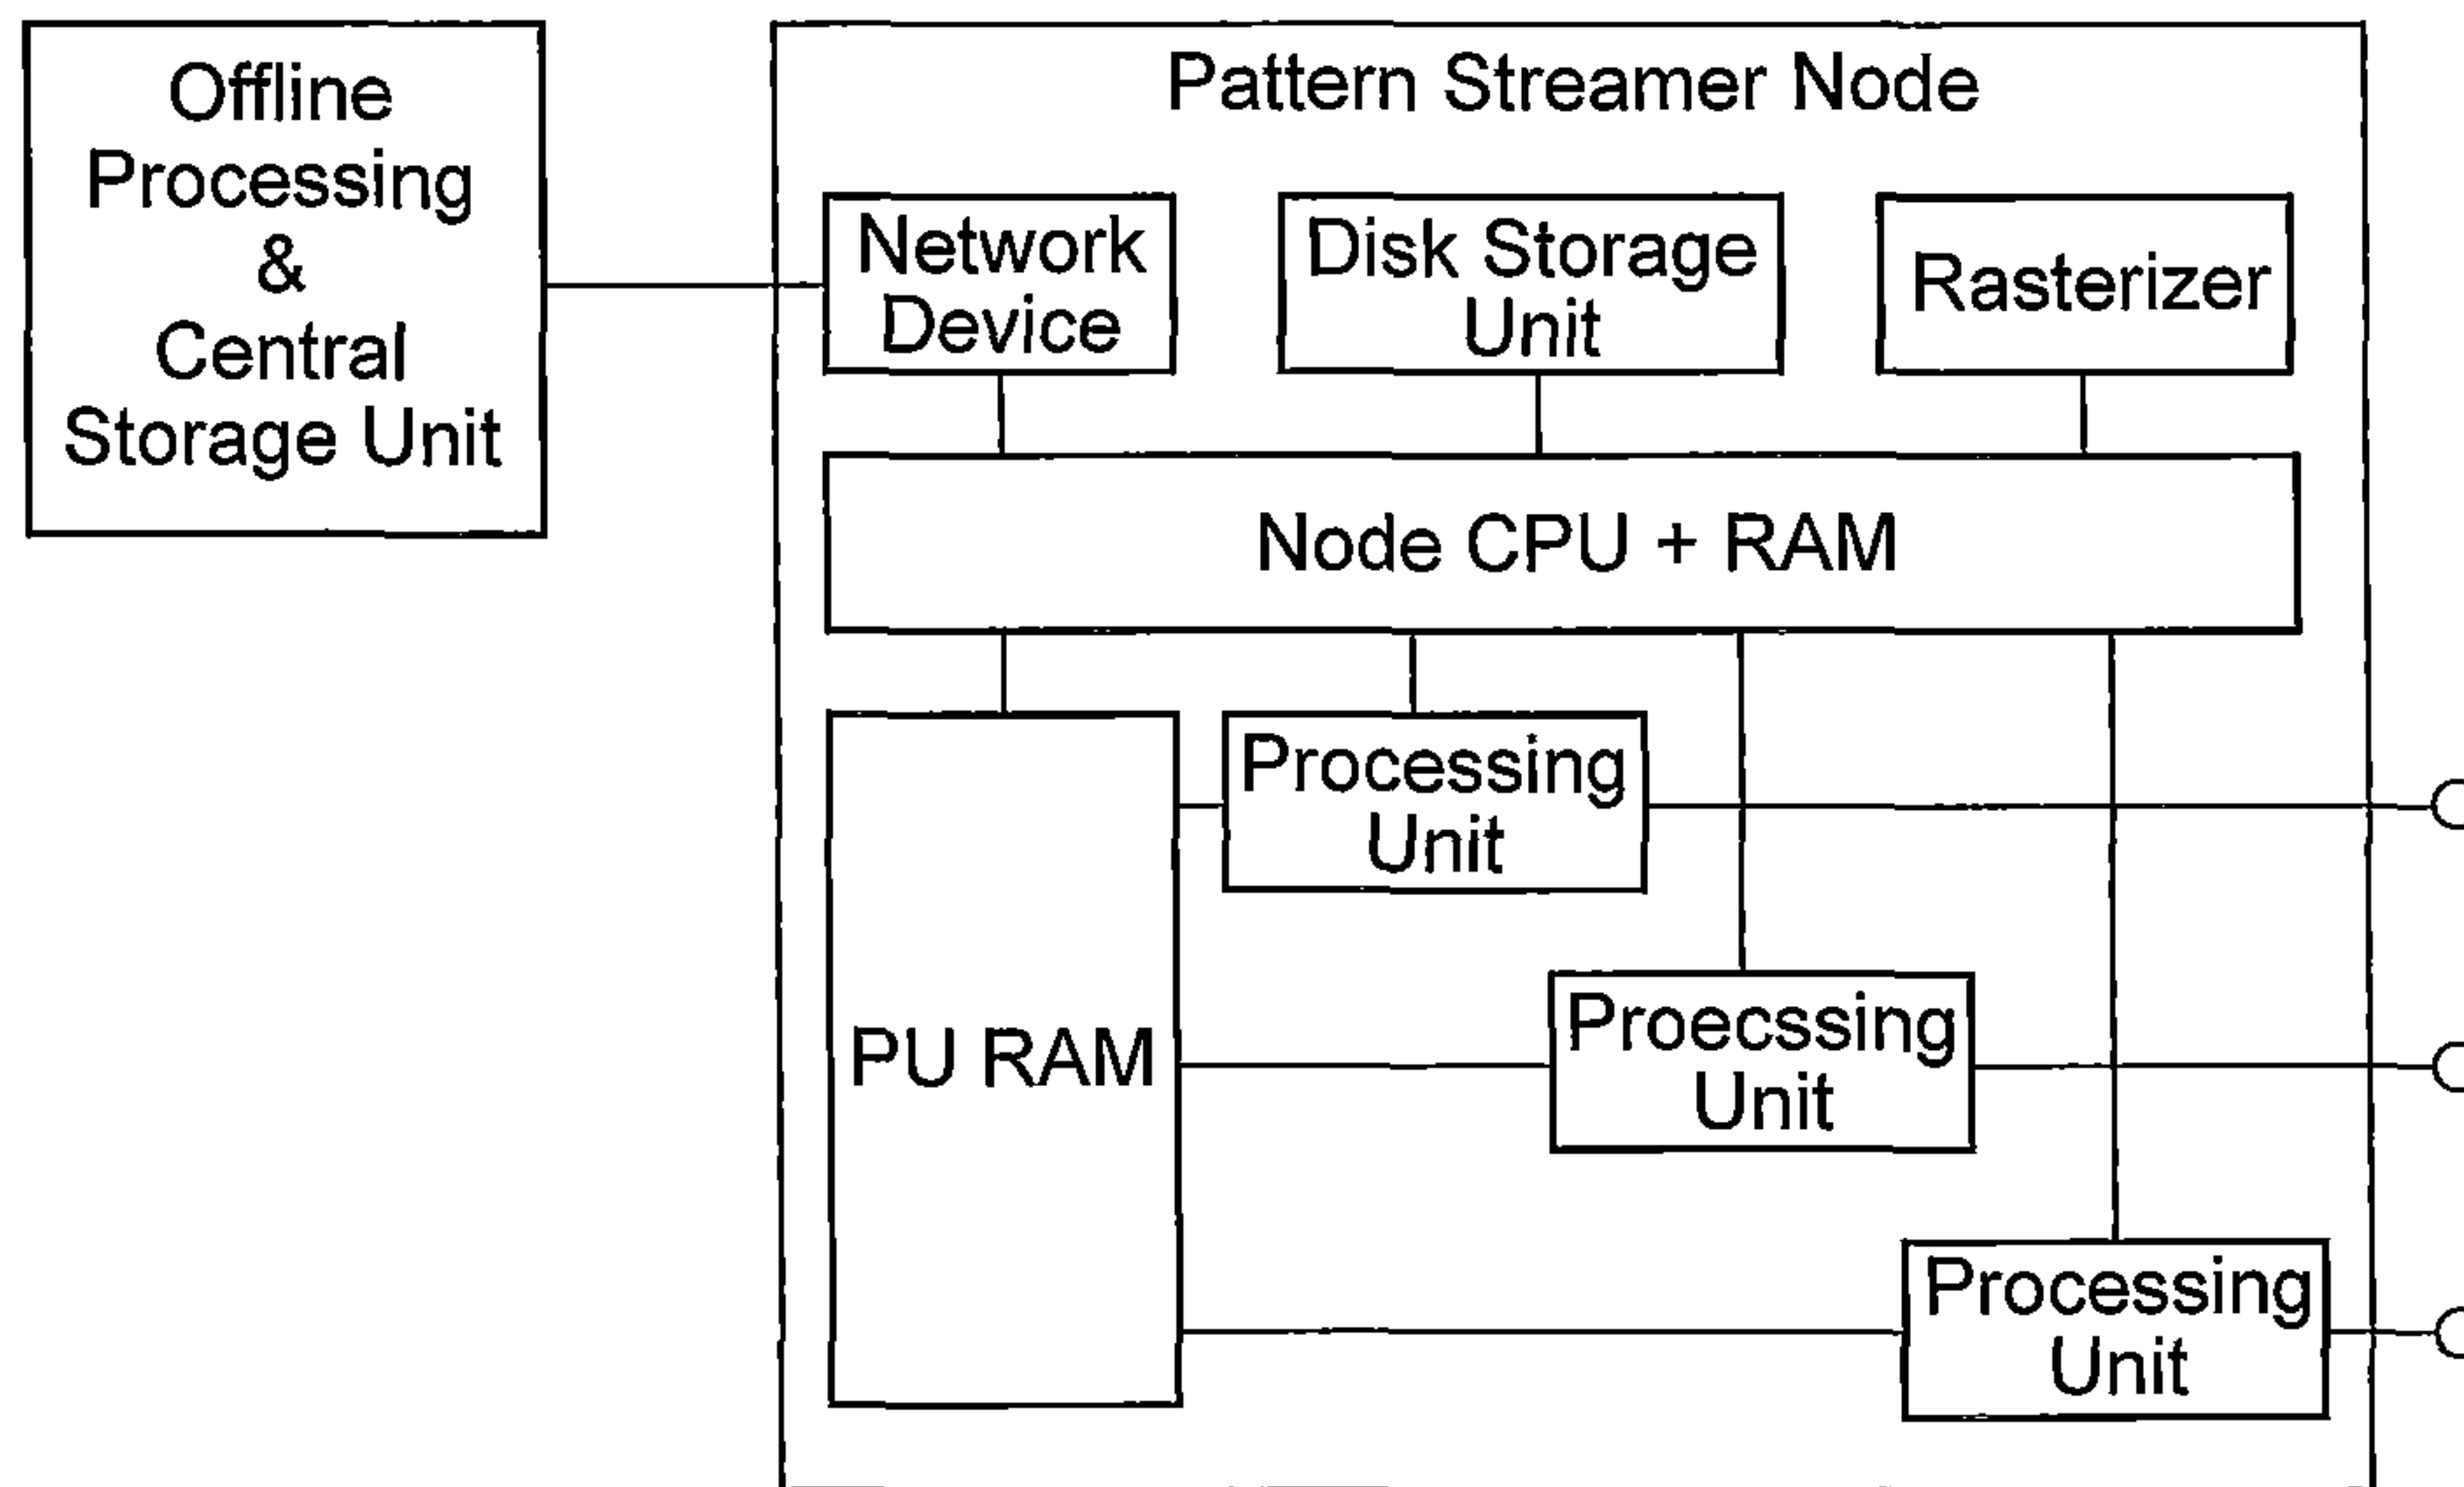 Offline
Processing
&
Central
Storage Unit
Pattern Streamer Node
Network
Device
Disk Storage
Unit
Rasterizer
Node CPU + RAM
PU RAM
Processing
Unit
Proecssing
Unit
Processing
Unit